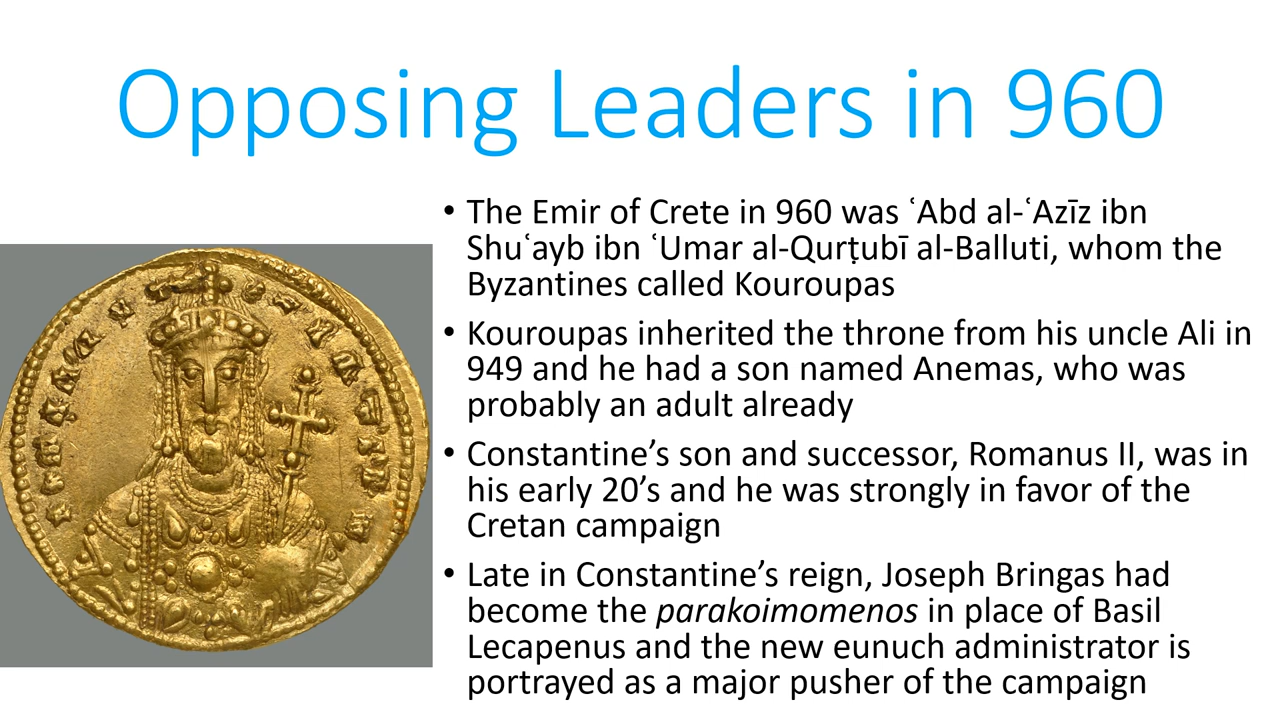 Opposing Leaders in 960
• The Emir of Crete in 960 was ʿAbd al-ʿAzīz ibn
Shuʿayb ibn ʿUmar al-Qurṭubī al-Balluti, whom the
Byzantines called Kouroupas
• Kouroupas inherited the throne from his uncle Ali in
949 and he had a son named Anemas, who was
probably an adult already
• Constantine’s son and successor, Romanus II, was in
his early 20’s and he was strongly in favor of the
Cretan campaign
• Late in Constantine’s reign, Joseph Bringas had
become the parakoimomenos in place of Basil
Lecapenus and the new eunuch administrator is
portrayed as a major pusher of the campaign